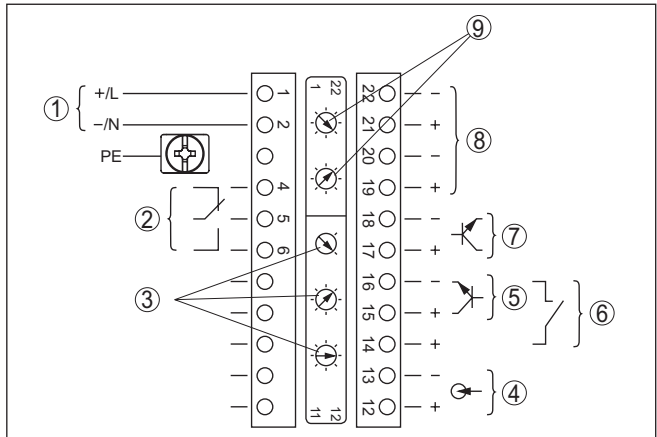 ⑨
1 22
① +/L 1 22 −
−/N 2 21 + ⑧
PE 20 −
4 19 +
② 5 18 − ⑦
6 17 +
16 − ⑤
③ 15 + ⑥
14 +
13 − ④
11 12 12 +